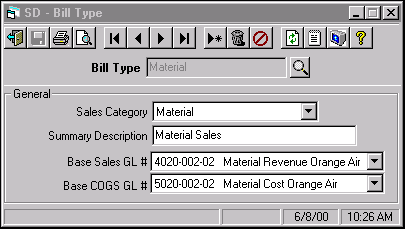 SD - Bill Type
Bill Type Material
General
Sales Category Material
Summary Description Material Sales
Base Sales GL # 4020-002-02 Material Revenue Orange Air
Base COGS GL # 5020-002-02 Material Cost Orange Air
6/8/00 10:26 AM